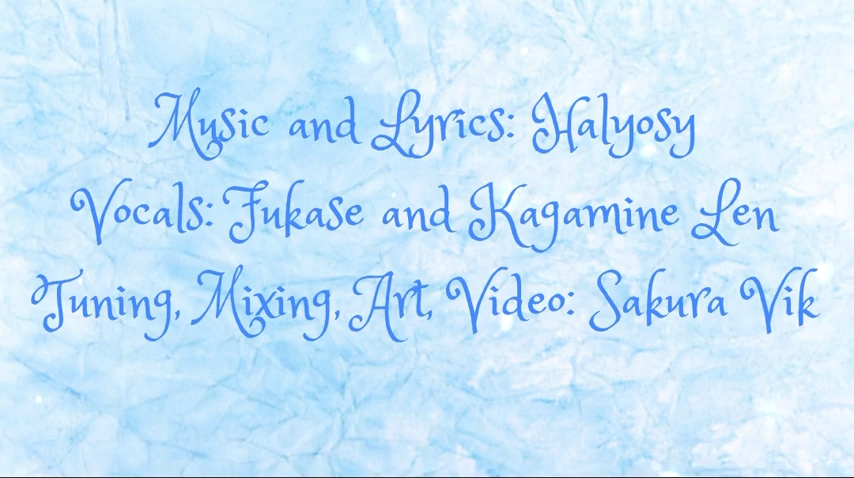 Music and Lyrics: Halyosy
Vocals: Fukase and Kagamine Len
Tuning, Mixing, Art, Video: Sakura Vik